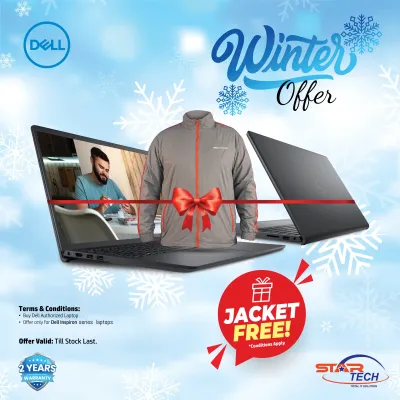 DELL
Winter
Offer
JACKET
FREE!
*Conditions Apply
Terms & Conditions:
• Buy Dell Authorized Laptop
• Offer only for Dell Inspiron series laptops
Offer Valid: Till Stock Last.
2 YEARS
WARRANTY
STAR
TECH